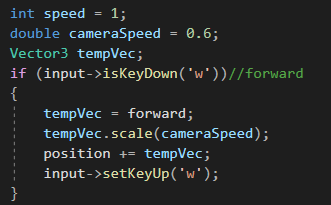 int speed = 1;
double cameraSpeed = 0.6;
Vector3 tempVec;
if (input->isKeyDown('w'))//forward
{
    tempVec = forward;
    tempVec.scale(cameraSpeed);
    position += tempVec;
    input->setKeyUp('w');
}